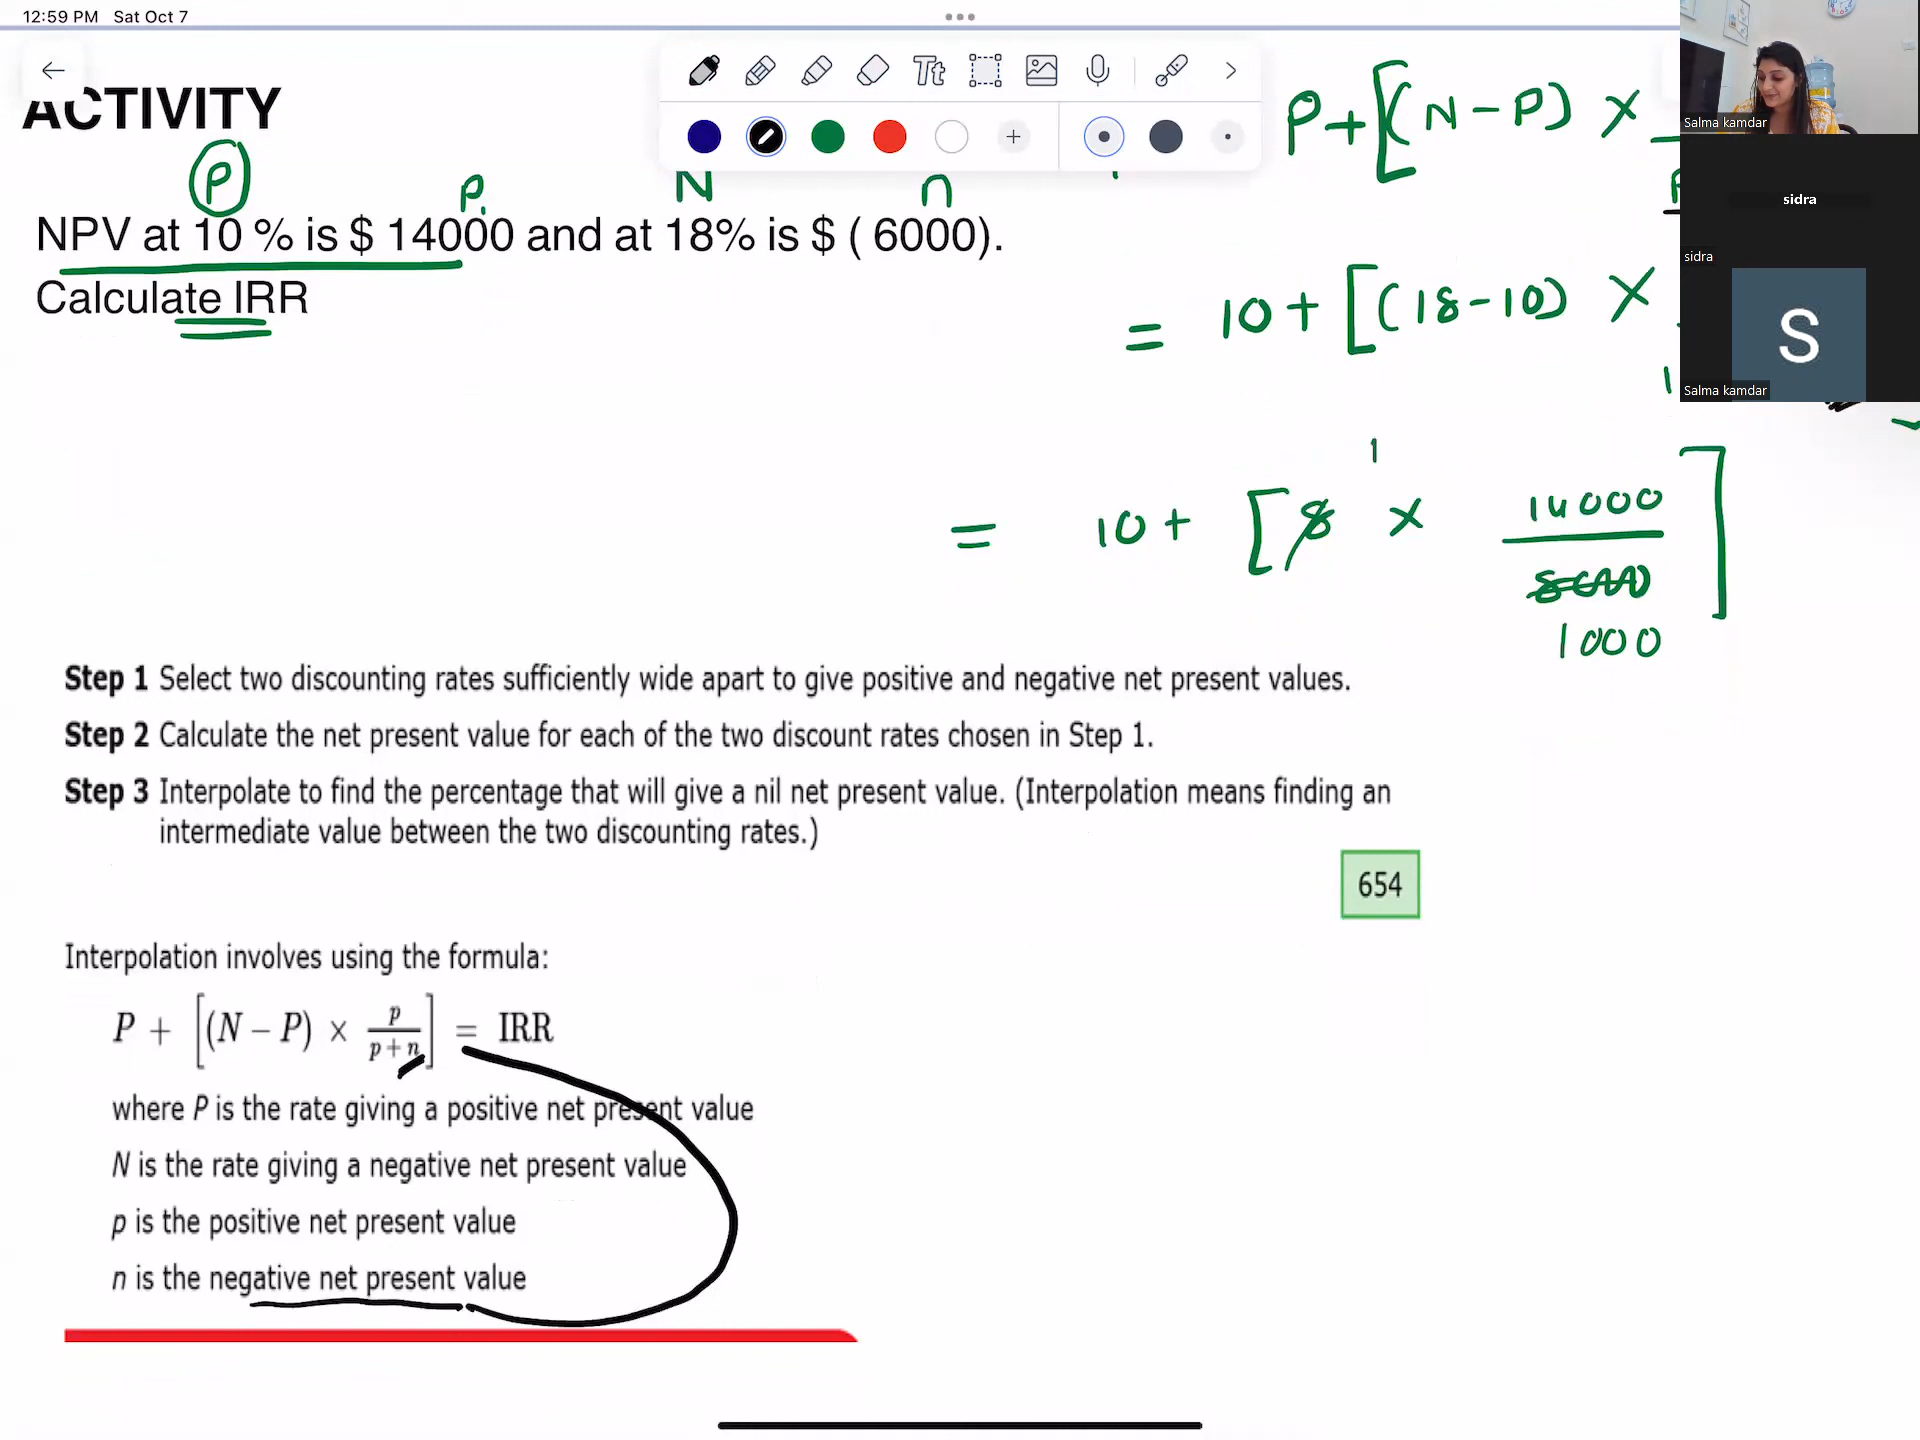 12:59 PM Sat Oct 7
ACTIVITY
P + [(N - P) ×
P
p.
N
n
NPV at 10 % is $ 14000 and at 18% is $ ( 6000).
Calculate IRR
= 10 + [(18-10) ×
1
= 10 + [ 8 × 14000
8000
1000
Salma kamdar
sidra
sidra
S
Salma kamdar
Step 1 Select two discounting rates sufficiently wide apart to give positive and negative net present values.
Step 2 Calculate the net present value for each of the two discount rates chosen in Step 1.
Step 3 Interpolate to find the percentage that will give a nil net present value. (Interpolation means finding an
intermediate value between the two discounting rates.)
654
Interpolation involves using the formula:
P + [(N – P) × p / p + n] = IRR
where P is the rate giving a positive net present value
N is the rate giving a negative net present value
p is the positive net present value
n is the negative net present value